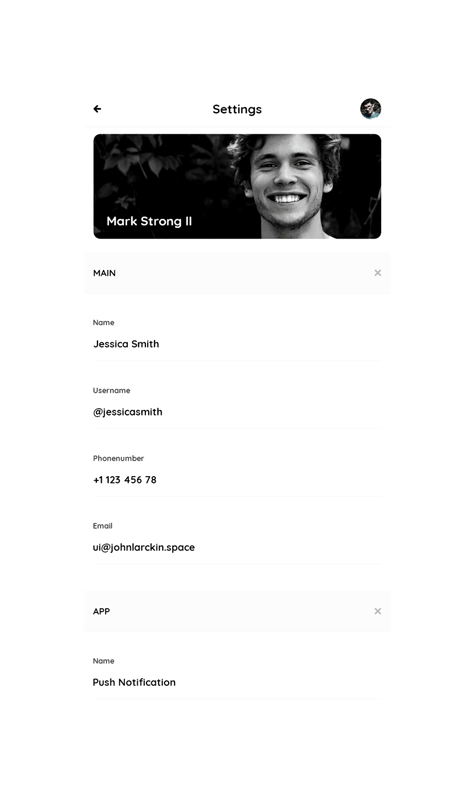 Settings
Mark Strong II
MAIN
Name
Jessica Smith
Username
@jessicasmith
Phonenumber
+1 123 456 78
Email
ui@johnlarckin.space
APP
Name
Push Notification